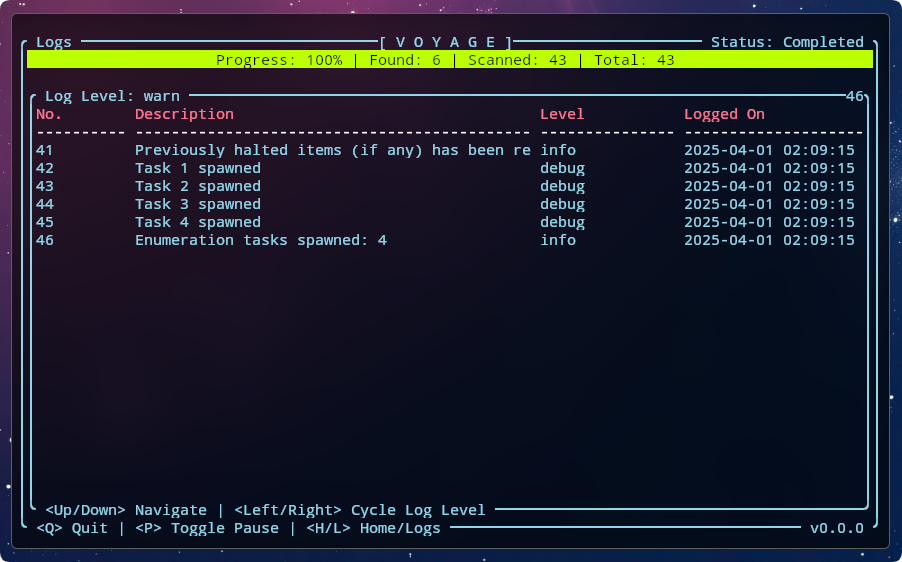 Logs [ V O Y A G E ] Status: Completed
Progress: 100% | Found: 6 | Scanned: 43 | Total: 43
Log Level: warn 46
No. Description Level Logged On
----------- -------------------------------------------- --------------- --------------------
41 Previously halted items (if any) has been re info 2025-04-01 02:09:15
42 Task 1 spawned debug 2025-04-01 02:09:15
43 Task 2 spawned debug 2025-04-01 02:09:15
44 Task 3 spawned debug 2025-04-01 02:09:15
45 Task 4 spawned debug 2025-04-01 02:09:15
46 Enumeration tasks spawned: 4 info 2025-04-01 02:09:15
<Up/Down> Navigate | <Left/Right> Cycle Log Level
<Q> Quit | <P> Toggle Pause | <H/L> Home/Logs v0.0.0